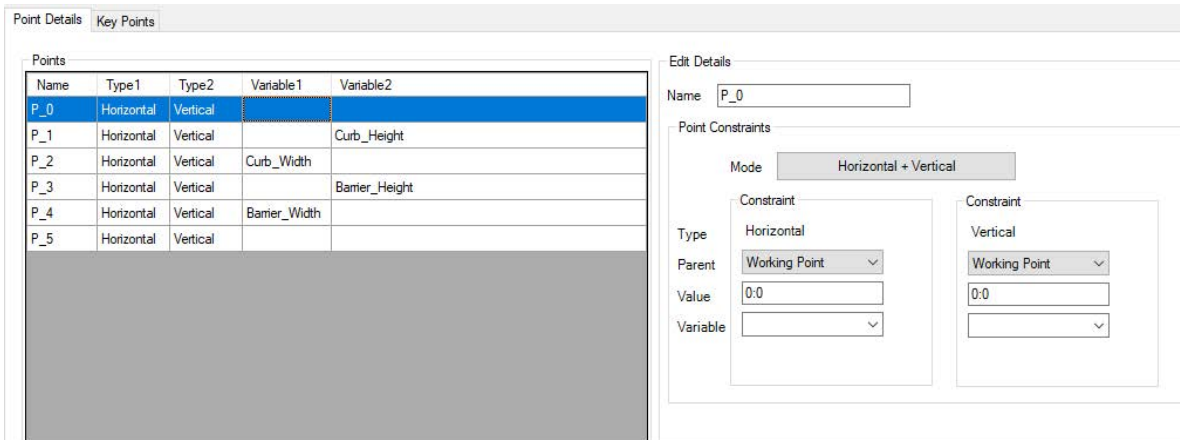 Point Details Key Points
Points
Name Type1 Type2 Variable1 Variable2
P_0 Horizontal Vertical
P_1 Horizontal Vertical Curb_Height
P_2 Horizontal Vertical Curb_Width
P_3 Horizontal Vertical Barrier_Height
P_4 Horizontal Vertical Barrier_Width
P_5 Horizontal Vertical
Edit Details
Name P_0
Point Constraints
Mode Horizontal + Vertical
Constraint Constraint
Type Horizontal Vertical
Parent Working Point Working Point
Value 0:0 0:0
Variable